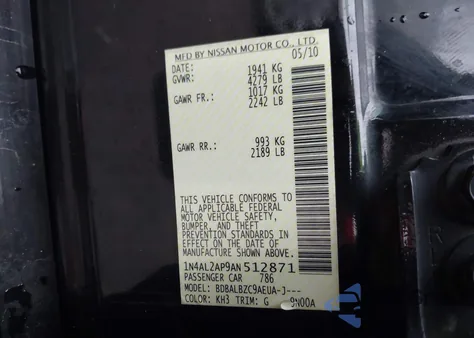 MFD BY NISSAN MOTOR CO., LTD.
DATE: 05/10
GVWR: 1941 KG
4279 LB
GAWR FR.: 1017 KG
2242 LB
GAWR RR.: 993 KG
2189 LB
THIS VEHICLE CONFORMS TO
ALL APPLICABLE FEDERAL
MOTOR VEHICLE SAFETY,
BUMPER, AND THEFT
PREVENTION STANDARDS IN
EFFECT ON THE DATE OF
MANUFACTURE SHOWN ABOVE.
1N4AL2AP9AN512871
PASSENGER CAR 786
MODEL: BDBALBZC9AEUA-J---
COLOR: KH3 TRIM: G